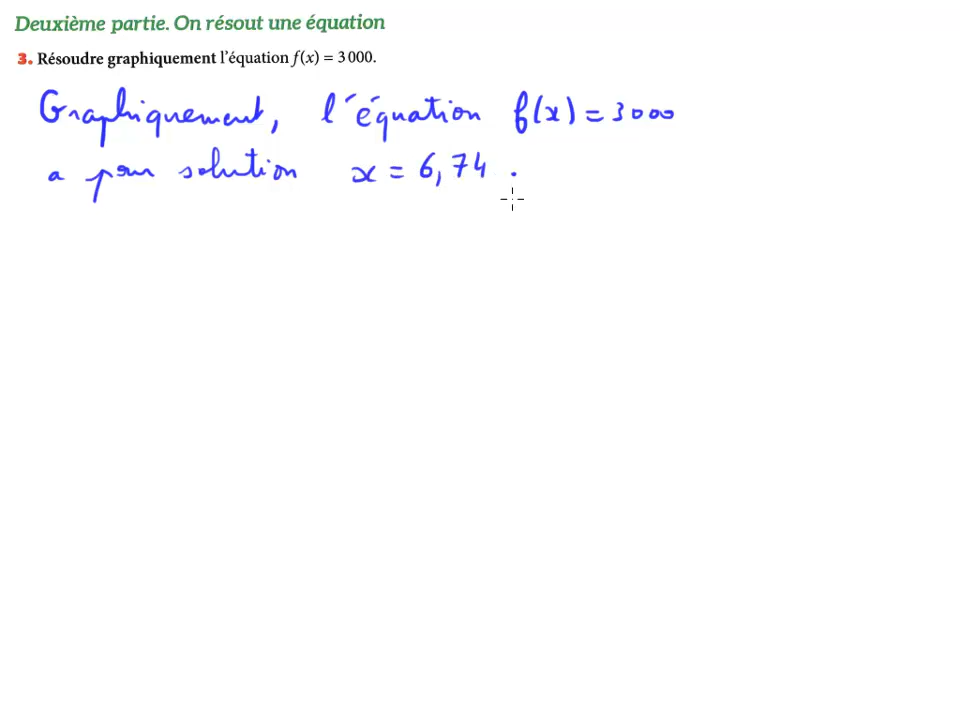 Deuxième partie. On résout une équation
3. Résoudre graphiquement l'équation f(x) = 3 000.
Graphiquement, l'équation f(x) = 3000
a pour solution x = 6,74 .